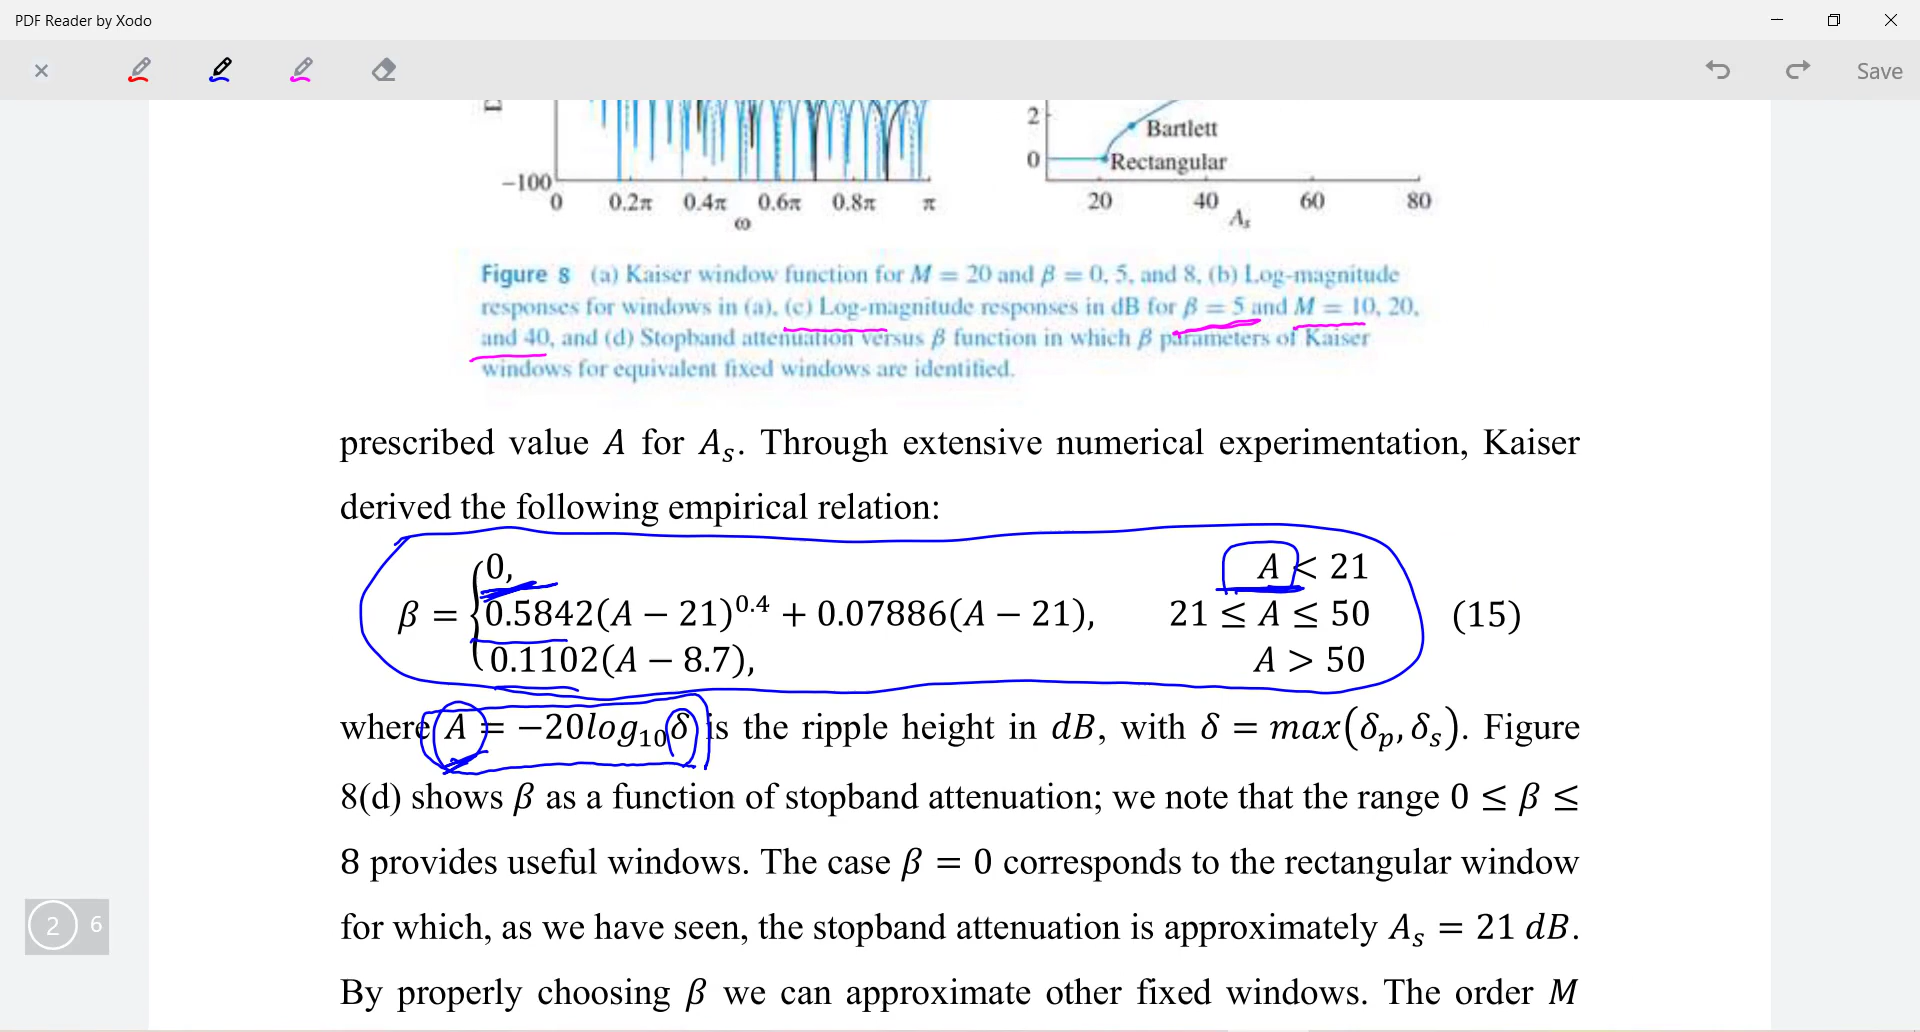 PDF Reader by Xodo
Save
-100
0 0.2π 0.4π 0.6π 0.8π π
ω
2
0
Bartlett
Rectangular
20 40 60 80
Aₛ
Figure 8 (a) Kaiser window function for M = 20 and β = 0, 5, and 8, (b) Log-magnitude
responses for windows in (a), (c) Log-magnitude responses in dB for β = 5 and M = 10, 20,
and 40, and (d) Stopband attenuation versus β function in which β parameters of Kaiser
windows for equivalent fixed windows are identified.
prescribed value A for Aₛ. Through extensive numerical experimentation, Kaiser
derived the following empirical relation:
β = { 0, A < 21
0.5842(A − 21)^0.4 + 0.07886(A − 21), 21 ≤ A ≤ 50 (15)
0.1102(A − 8.7), A > 50
where A = −20log₁₀δ is the ripple height in dB, with δ = max(δₚ, δₛ). Figure
8(d) shows β as a function of stopband attenuation; we note that the range 0 ≤ β ≤
8 provides useful windows. The case β = 0 corresponds to the rectangular window
for which, as we have seen, the stopband attenuation is approximately Aₛ = 21 dB.
By properly choosing β we can approximate other fixed windows. The order M
2 6